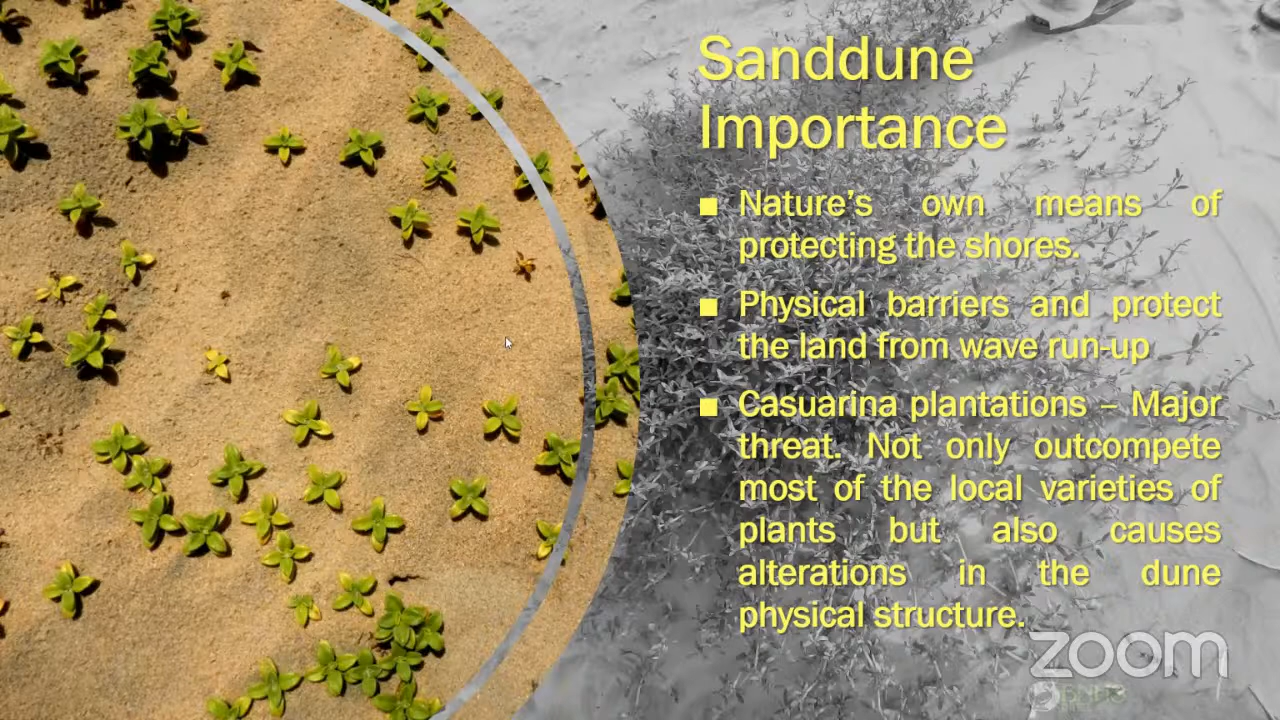 Sanddune
Importance
■ Nature's own means of
protecting the shores.
■ Physical barriers and protect
the land from wave run-up
■ Casuarina plantations – Major
threat. Not only outcompete
most of the local varieties of
plants but also causes
alterations in the dune
physical structure.
zoom